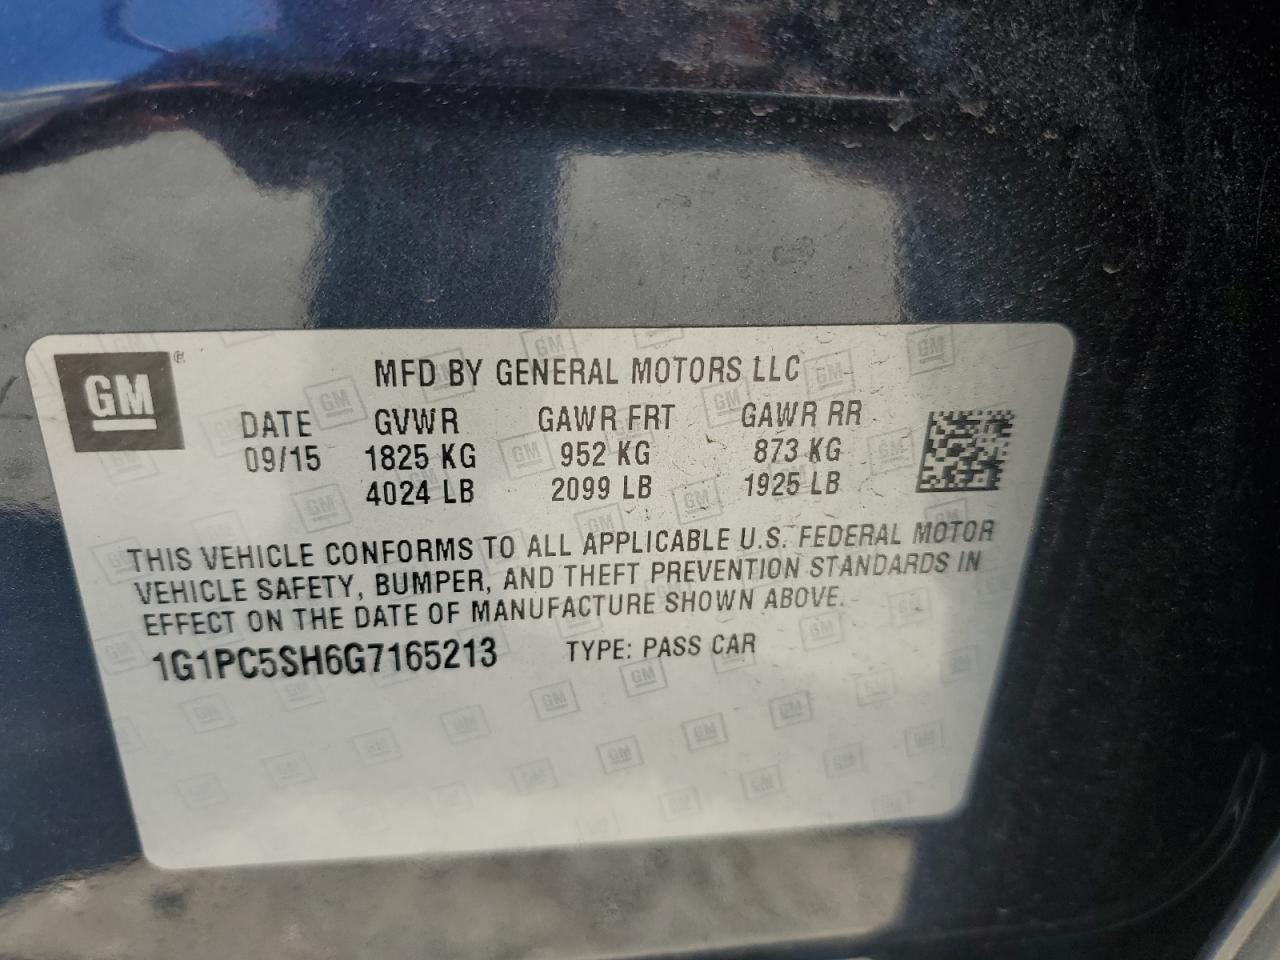 GM ®
MFD BY GENERAL MOTORS LLC
DATE GVWR GAWR FRT GAWR RR
09/15 1825 KG 952 KG 873 KG
4024 LB 2099 LB 1925 LB
THIS VEHICLE CONFORMS TO ALL APPLICABLE U.S. FEDERAL MOTOR
VEHICLE SAFETY, BUMPER, AND THEFT PREVENTION STANDARDS IN
EFFECT ON THE DATE OF MANUFACTURE SHOWN ABOVE.
1G1PC5SH6G7165213 TYPE: PASS CAR